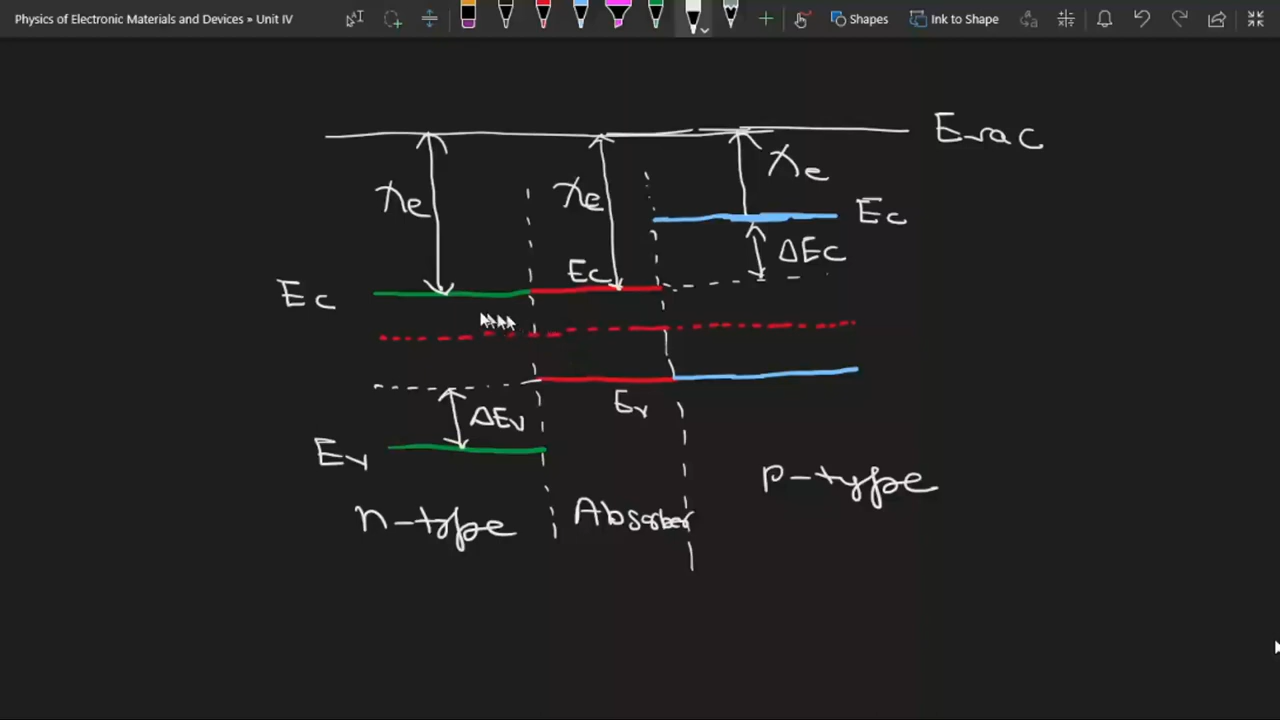 Physics of Electronic Materials and Devices » Unit IV
Shapes
Ink to Shape
Evac
χe
χe
χe
Ec
Ec
ΔEc
Ec
ΔEv
Ev
Ev
n-type
Absorber
P-type